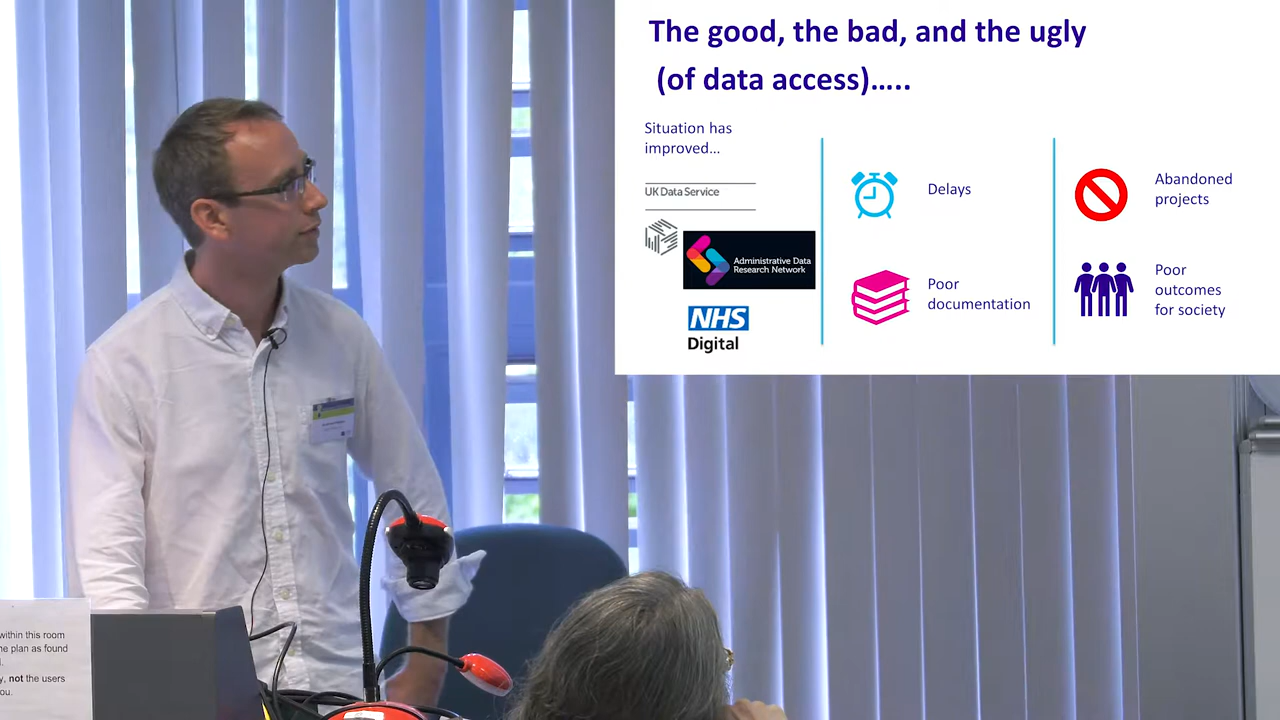 The good, the bad, and the ugly
(of data access)…..
Situation has
improved…
UK Data Service
Administrative Data
Research Network
NHS
Digital
Delays
Poor
documentation
Abandoned
projects
Poor
outcomes
for society
within this room
plan as found
not the users